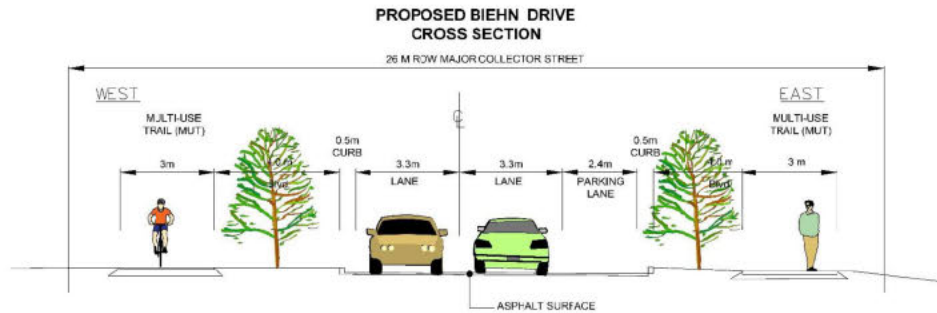 PROPOSED BIEHN DRIVE
CROSS SECTION
26 M ROW MAJOR COLLECTOR STREET
WEST
EAST
MULTI-USE
TRAIL (MUT)
℄
MULTI-USE
TRAIL (MUT)
0.5m
CURB
0.5m
CURB
3m
3.3m
LANE
3.3m
LANE
2.4m
PARKING
LANE
3 m
Blvd
Blvd
ASPHALT SURFACE